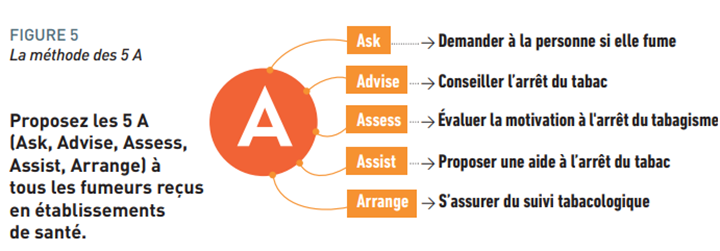 FIGURE 5
La méthode des 5 A
Proposez les 5 A
(Ask, Advise, Assess,
Assist, Arrange) à
tous les fumeurs reçus
en établissements
de santé.
A
Ask → Demander à la personne si elle fume
Advise → Conseiller l'arrêt du tabac
Assess → Évaluer la motivation à l'arrêt du tabagisme
Assist → Proposer une aide à l'arrêt du tabac
Arrange → S'assurer du suivi tabacologique